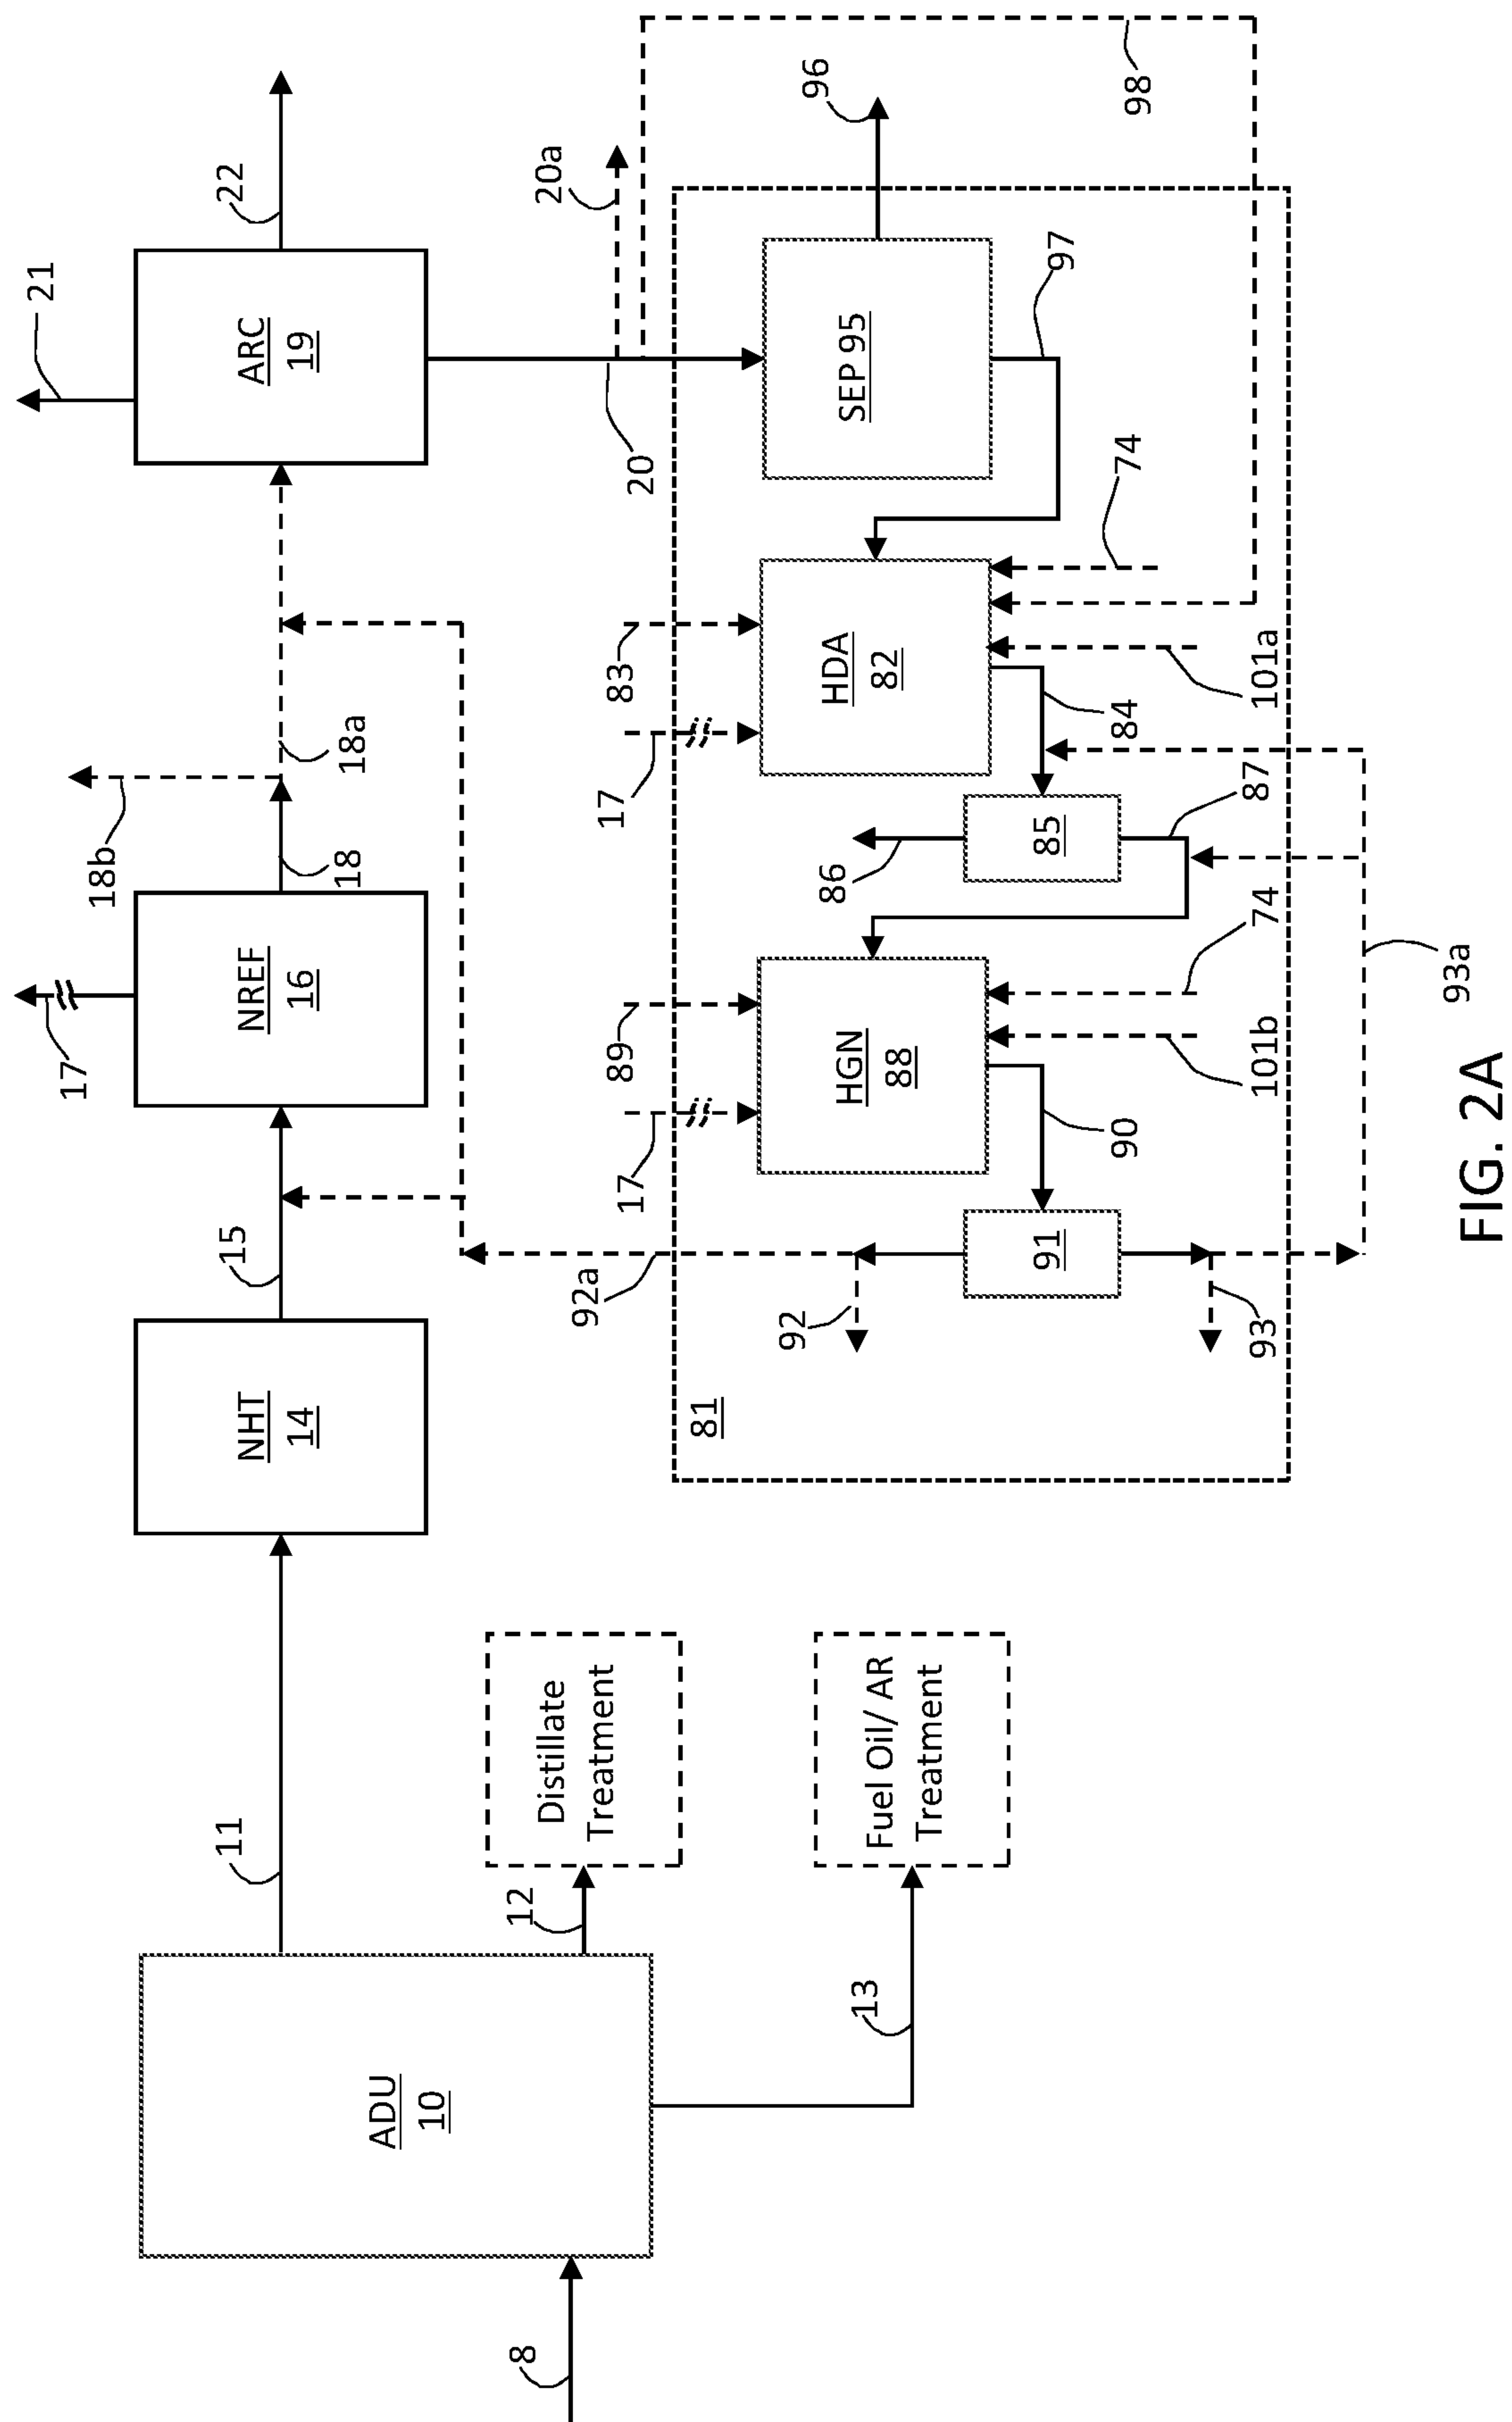 8
ADU
10
11
12
13
Distillate
Treatment
Fuel Oil/ AR
Treatment
NHT
14
15
NREF
16
17
18
18a
18b
ARC
19
20
20a
21
22
81
SEP 95
96
97
98
HDA
82
17
83
74
101a
84
85
86
87
HGN
88
17
89
74
101b
90
91
92
92a
93
93a
FIG. 2A